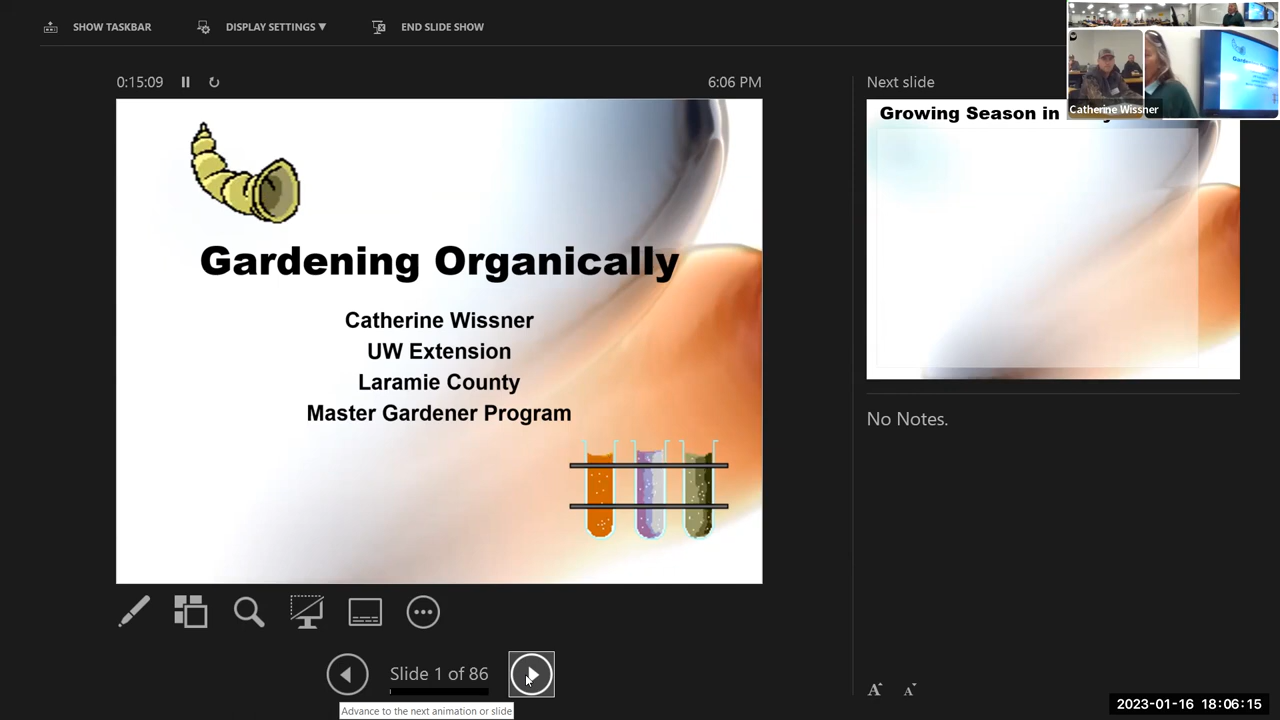 SHOW TASKBAR
DISPLAY SETTINGS ▼
END SLIDE SHOW
0:15:09
6:06 PM
Gardening Organically
Catherine Wissner
UW Extension
Laramie County
Master Gardener Program
Slide 1 of 86
Advance to the next animation or slide
Next slide
Growing Season in
No Notes.
Catherine Wissner
A A
2023-01-16 18:06:15